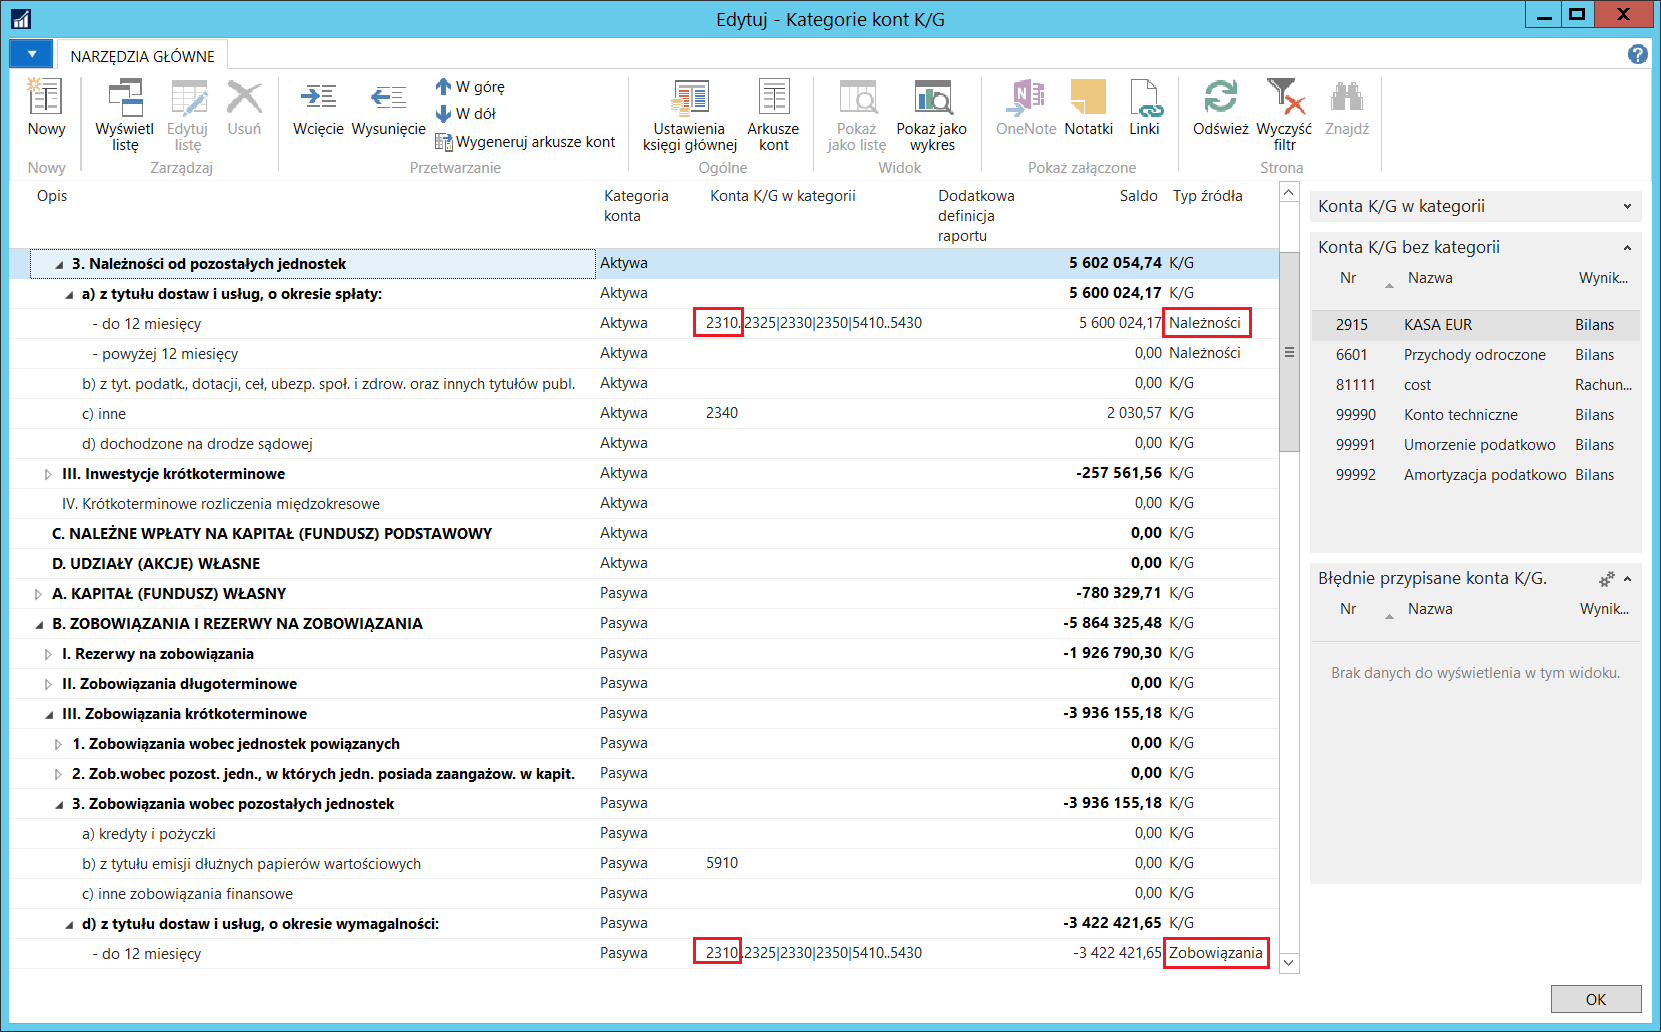 Edytuj - Kategorie kont K/G
NARZĘDZIA GŁÓWNE
Nowy
Wyświetl listę
Edytuj listę
Usuń
Wcięcie
Wysunięcie
W górę
W dół
Wygeneruj arkusze kont
Ustawienia księgi głównej
Arkusze kont
Pokaż jako listę
Pokaż jako wykres
OneNote
Notatki
Linki
Odśwież
Wyczyść filtr
Znajdź
Nowy
Zarządzaj
Przetwarzanie
Ogólne
Widok
Pokaż załączone
Strona
Opis Kategoria konta Konta K/G w kategorii Dodatkowa definicja raportu Saldo Typ źródła
3. Należności od pozostałych jednostek Aktywa 5 602 054,74 K/G
a) z tytułu dostaw i usług, o okresie spłaty: Aktywa 5 600 024,17 K/G
- do 12 miesięcy Aktywa 2310..2325|2330|2350|5410..5430 5 600 024,17 Należności
- powyżej 12 miesięcy Aktywa 0,00 Należności
b) z tyt. podatk., dotacji, ceł, ubezp. społ. i zdrow. oraz innych tytułów publ. Aktywa 0,00 K/G
c) inne Aktywa 2340 2 030,57 K/G
d) dochodzone na drodze sądowej Aktywa 0,00 K/G
III. Inwestycje krótkoterminowe Aktywa -257 561,56 K/G
IV. Krótkoterminowe rozliczenia międzokresowe Aktywa 0,00 K/G
C. NALEŻNE WPŁATY NA KAPITAŁ (FUNDUSZ) PODSTAWOWY Aktywa 0,00 K/G
D. UDZIAŁY (AKCJE) WŁASNE Aktywa 0,00 K/G
A. KAPITAŁ (FUNDUSZ) WŁASNY Pasywa -780 329,71 K/G
B. ZOBOWIĄZANIA I REZERWY NA ZOBOWIĄZANIA Pasywa -5 864 325,48 K/G
I. Rezerwy na zobowiązania Pasywa -1 926 790,30 K/G
II. Zobowiązania długoterminowe Pasywa 0,00 K/G
III. Zobowiązania krótkoterminowe Pasywa -3 936 155,18 K/G
1. Zobowiązania wobec jednostek powiązanych Pasywa 0,00 K/G
2. Zob.wobec pozost. jedn., w których jedn. posiada zaangażow. w kapit. Pasywa 0,00 K/G
3. Zobowiązania wobec pozostałych jednostek Pasywa -3 936 155,18 K/G
a) kredyty i pożyczki Pasywa 0,00 K/G
b) z tytułu emisji dłużnych papierów wartościowych Pasywa 5910 0,00 K/G
c) inne zobowiązania finansowe Pasywa 0,00 K/G
d) z tytułu dostaw i usług, o okresie wymagalności: Pasywa -3 422 421,65 K/G
- do 12 miesięcy Pasywa 2310..2325|2330|2350|5410..5430 -3 422 421,65 Zobowiązania
Konta K/G w kategorii
Konta K/G bez kategorii
Nr Nazwa Wynik...
2915 KASA EUR Bilans
6601 Przychody odroczone Bilans
81111 cost Rachun...
99990 Konto techniczne Bilans
99991 Umorzenie podatkowo Bilans
99992 Amortyzacja podatkowo Bilans
Błędnie przypisane konta K/G.
Nr Nazwa Wynik...
Brak danych do wyświetlenia w tym widoku.
OK